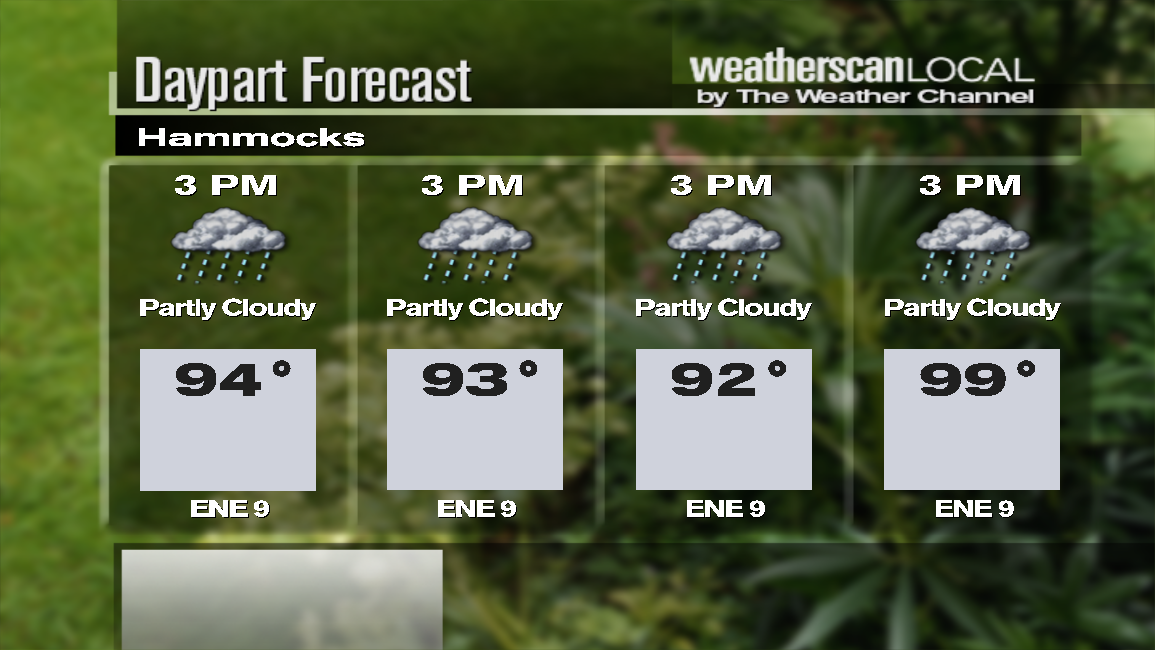 Daypart Forecast
weatherscanLOCAL
by The Weather Channel
Hammocks
3 PM 3 PM 3 PM 3 PM
Partly Cloudy Partly Cloudy Partly Cloudy Partly Cloudy
94° 93° 92° 99°
ENE 9 ENE 9 ENE 9 ENE 9